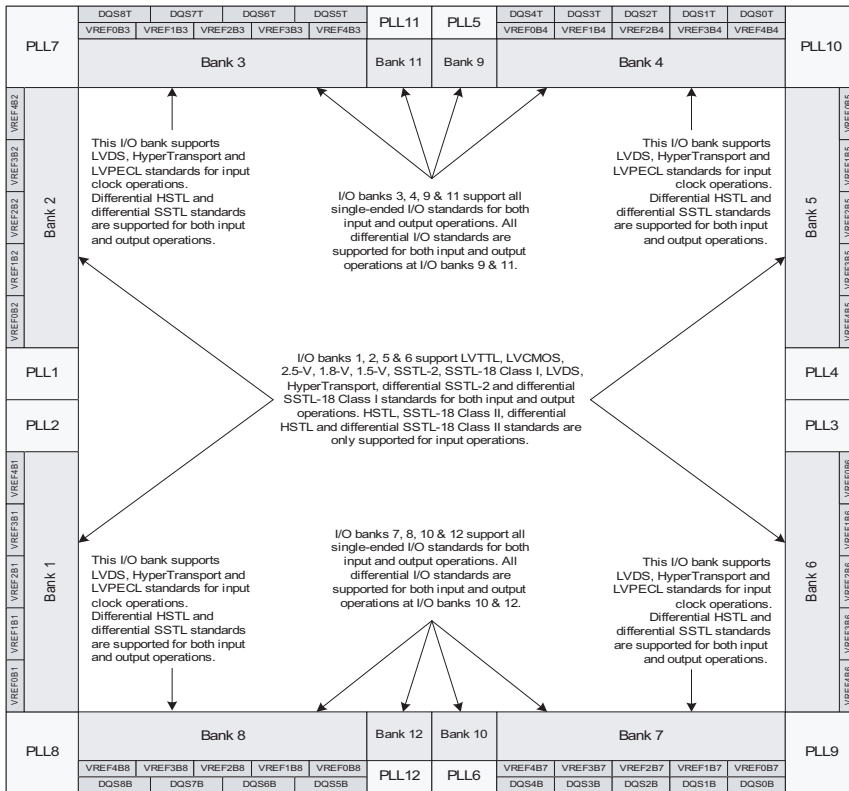 DQS8T DQS7T DQS6T DQS5T
PLL11 PLL5
DQS4T DQS3T DQS2T DQS1T DQS0T
VREF0B3 VREF1B3 VREF2B3 VREF3B3 VREF4B3
VREF0B4 VREF1B4 VREF2B4 VREF3B4 VREF4B4
PLL7
Bank 3
Bank 11
Bank 9
Bank 4
PLL10
VREF4B2
VREF3B2
VREF2B2
VREF1B2
VREF0B2
Bank 2
This I/O bank supports
LVDS, HyperTransport and
LVPECL standards for input
clock operations.
Differential HSTL and
differential SSTL standards
are supported for both input
and output operations.
I/O banks 3, 4, 9 & 11 support all
single-ended I/O standards for both
input and output operations. All
differential I/O standards are
supported for both input and output
operations at I/O banks 9 & 11.
This I/O bank supports
LVDS, HyperTransport and
LVPECL standards for input
clock operations.
Differential HSTL and
differential SSTL standards
are supported for both input
and output operations.
Bank 5
VREF0B5
VREF1B5
VREF2B5
VREF3B5
VREF4B5
PLL1
PLL2
I/O banks 1, 2, 5 & 6 support LVTTL, LVCMOS,
2.5-V, 1.8-V, 1.5-V, SSTL-2, SSTL-18 Class I, LVDS,
HyperTransport, differential SSTL-2 and differential
SSTL-18 Class I standards for both input and output
operations. HSTL, SSTL-18 Class II, differential
HSTL and differential SSTL-18 Class II standards are
only supported for input operations.
PLL4
PLL3
VREF4B1
VREF3B1
VREF2B1
VREF1B1
VREF0B1
Bank 1
This I/O bank supports
LVDS, HyperTransport and
LVPECL standards for input
clock operations.
Differential HSTL and
differential SSTL standards
are supported for both input
and output operations.
I/O banks 7, 8, 10 & 12 support all
single-ended I/O standards for both
input and output operations. All
differential I/O standards are
supported for both input and output
operations at I/O banks 10 & 12.
This I/O bank supports
LVDS, HyperTransport and
LVPECL standards for input
clock operations.
Differential HSTL and
differential SSTL standards
are supported for both input
and output operations.
Bank 6
VREF0B6
VREF1B6
VREF2B6
VREF3B6
VREF4B6
PLL8
Bank 8
Bank 12
Bank 10
Bank 7
PLL9
VREF4B8 VREF3B8 VREF2B8 VREF1B8 VREF0B8
VREF4B7 VREF3B7 VREF2B7 VREF1B7 VREF0B7
PLL12 PLL6
DQS8B DQS7B DQS6B DQS5B
DQS4B DQS3B DQS2B DQS1B DQS0B